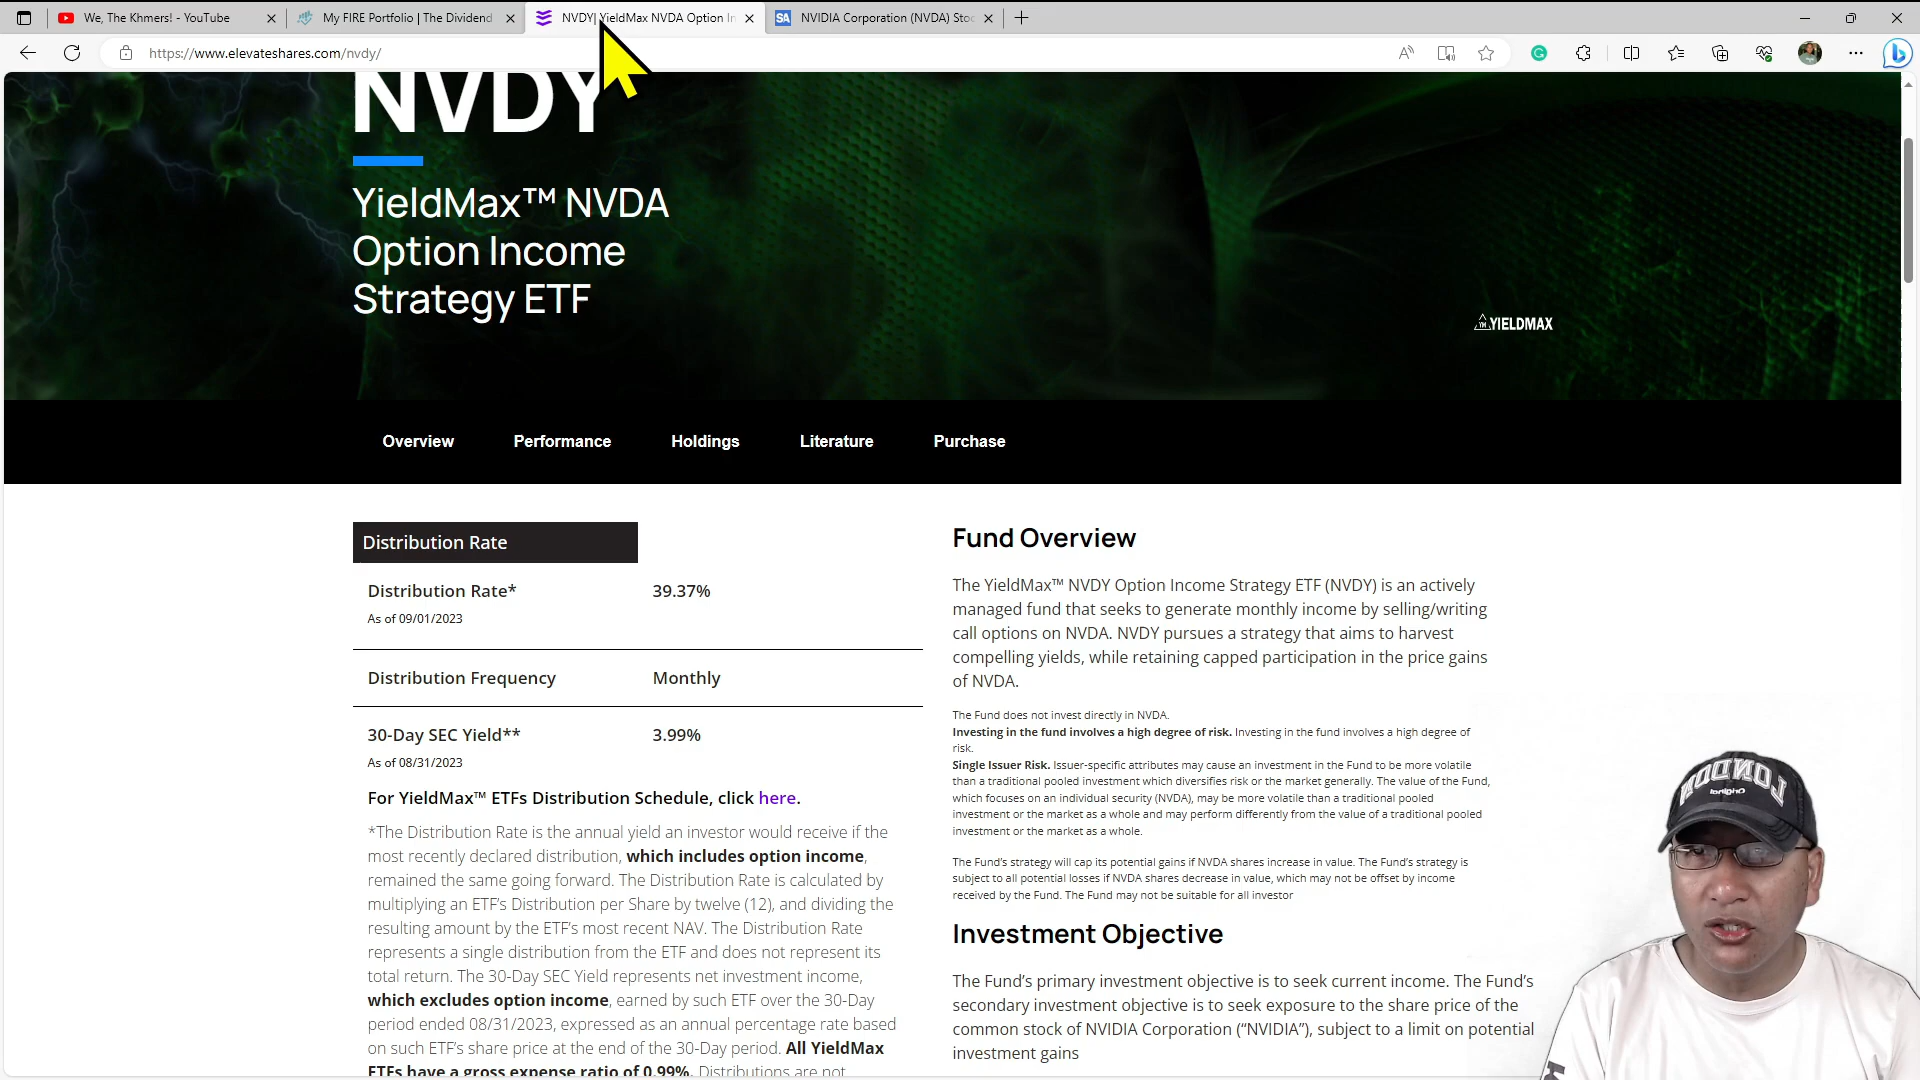 We, The Khmers! - YouTube
My FIRE Portfolio | The Dividend
NVDY| YieldMax NVDA Option In
SA
NVIDIA Corporation (NVDA) Sto
https://www.elevateshares.com/nvdy/
NVDY
YieldMax™ NVDA
Option Income
Strategy ETF
YIELDMAX
Overview
Performance
Holdings
Literature
Purchase
Distribution Rate
Distribution Rate*
39.37%
As of 09/01/2023
Distribution Frequency
Monthly
30-Day SEC Yield**
3.99%
As of 08/31/2023
For YieldMax™ ETFs Distribution Schedule, click here.
*The Distribution Rate is the annual yield an investor would receive if the
most recently declared distribution, which includes option income,
remained the same going forward. The Distribution Rate is calculated by
multiplying an ETF's Distribution per Share by twelve (12), and dividing the
resulting amount by the ETF's most recent NAV. The Distribution Rate
represents a single distribution from the ETF and does not represent its
total return. The 30-Day SEC Yield represents net investment income,
which excludes option income, earned by such ETF over the 30-Day
period ended 08/31/2023, expressed as an annual percentage rate based
on such ETF's share price at the end of the 30-Day period. All YieldMax
ETFs have a gross expense ratio of 0.99%. Distributions are not
Fund Overview
The YieldMax™ NVDY Option Income Strategy ETF (NVDY) is an actively
managed fund that seeks to generate monthly income by selling/writing
call options on NVDA. NVDY pursues a strategy that aims to harvest
compelling yields, while retaining capped participation in the price gains
of NVDA.
The Fund does not invest directly in NVDA.
Investing in the fund involves a high degree of risk. Investing in the fund involves a high degree of
risk.
Single Issuer Risk. Issuer-specific attributes may cause an investment in the Fund to be more volatile
than a traditional pooled investment which diversifies risk or the market generally. The value of the Fund,
which focuses on an individual security (NVDA), may be more volatile than a traditional pooled
investment or the market as a whole and may perform differently from the value of a traditional pooled
investment or the market as a whole.
The Fund's strategy will cap its potential gains if NVDA shares increase in value. The Fund's strategy is
subject to all potential losses if NVDA shares decrease in value, which may not be offset by income
received by the Fund. The Fund may not be suitable for all investor
Investment Objective
The Fund's primary investment objective is to seek current income. The Fund's
secondary investment objective is to seek exposure to the share price of the
common stock of NVIDIA Corporation ("NVIDIA"), subject to a limit on potential
investment gains
LONDON
Original